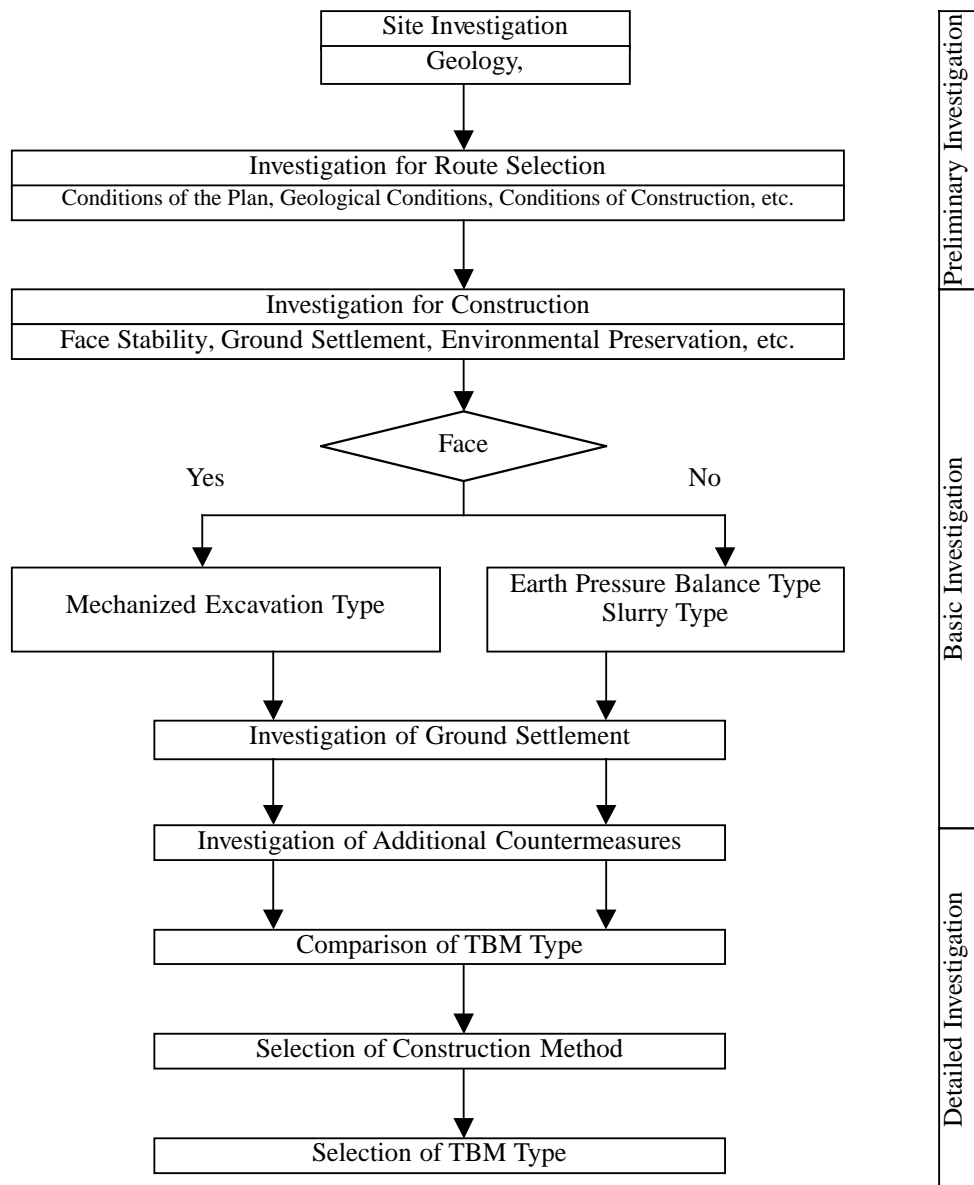 Site Investigation
Geology,
Investigation for Route Selection
Conditions of the Plan, Geological Conditions, Conditions of Construction, etc.
Investigation for Construction
Face Stability, Ground Settlement, Environmental Preservation, etc.
Face
Yes
No
Mechanized Excavation Type
Earth Pressure Balance Type
Slurry Type
Investigation of Ground Settlement
Investigation of Additional Countermeasures
Comparison of TBM Type
Selection of Construction Method
Selection of TBM Type
Preliminary Investigation
Basic Investigation
Detailed Investigation